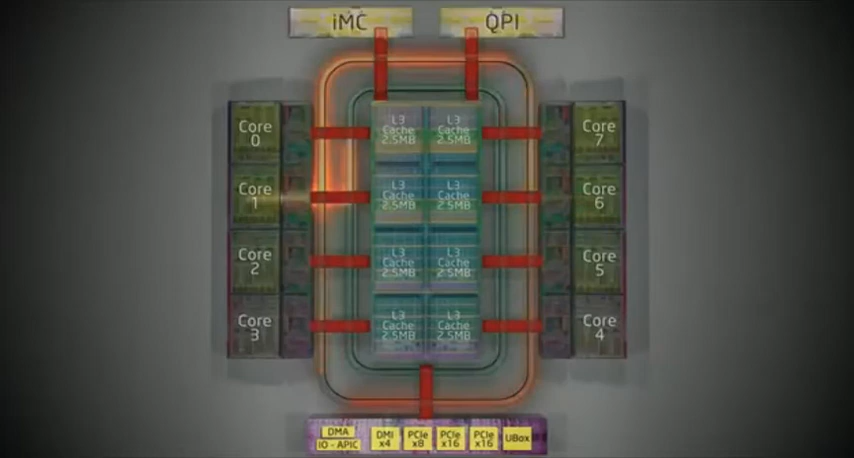 iMC
QPI
Core
0
L3
Cache
2.5MB
L3
Cache
2.5MB
Core
7
Core
1
L3
Cache
2.5MB
L3
Cache
2.5MB
Core
6
Core
2
L3
Cache
2.5MB
L3
Cache
2.5MB
Core
5
Core
3
L3
Cache
2.5MB
L3
Cache
2.5MB
Core
4
DMA
IO - APIC
DMI
x4
PCIe
x8
PCIe
x16
PCIe
x16
UBox